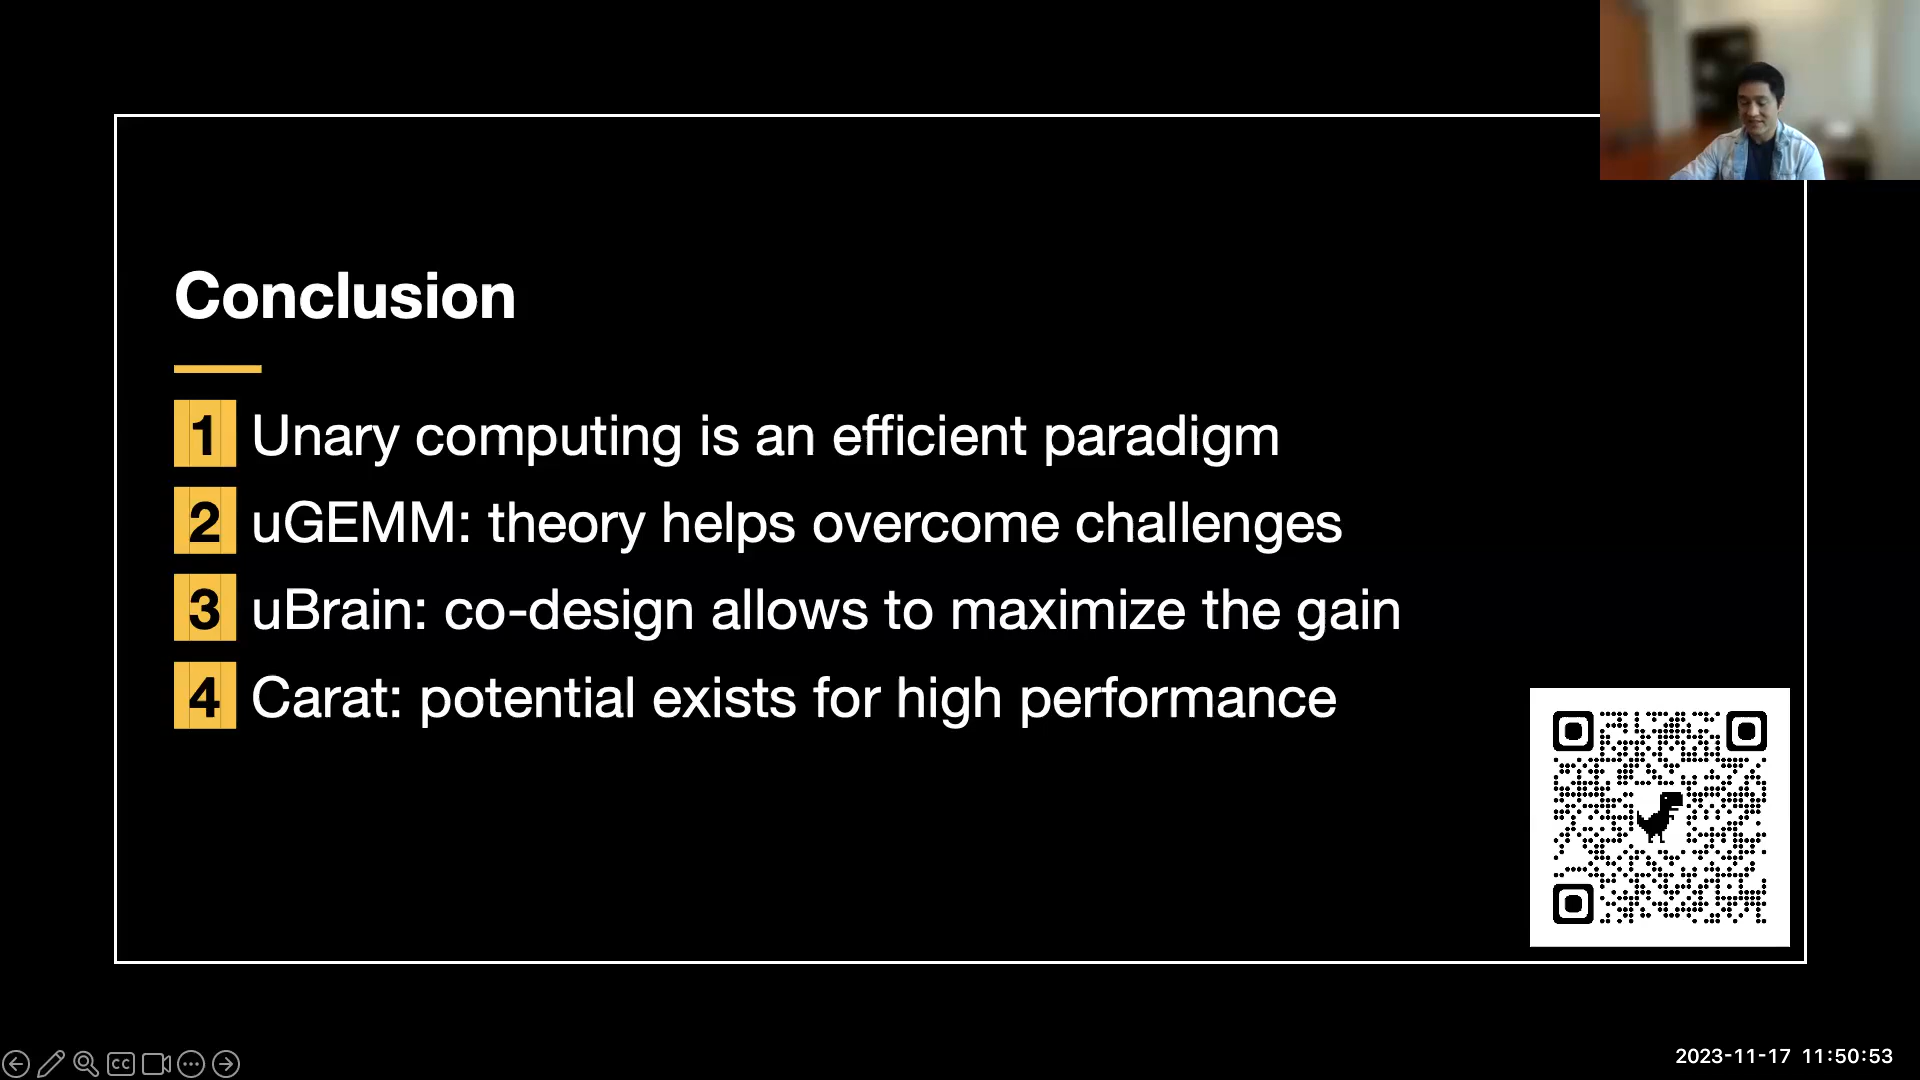 Conclusion
1 Unary computing is an efficient paradigm
2 uGEMM: theory helps overcome challenges
3 uBrain: co-design allows to maximize the gain
4 Carat: potential exists for high performance
CC
2023-11-17 11:50:53